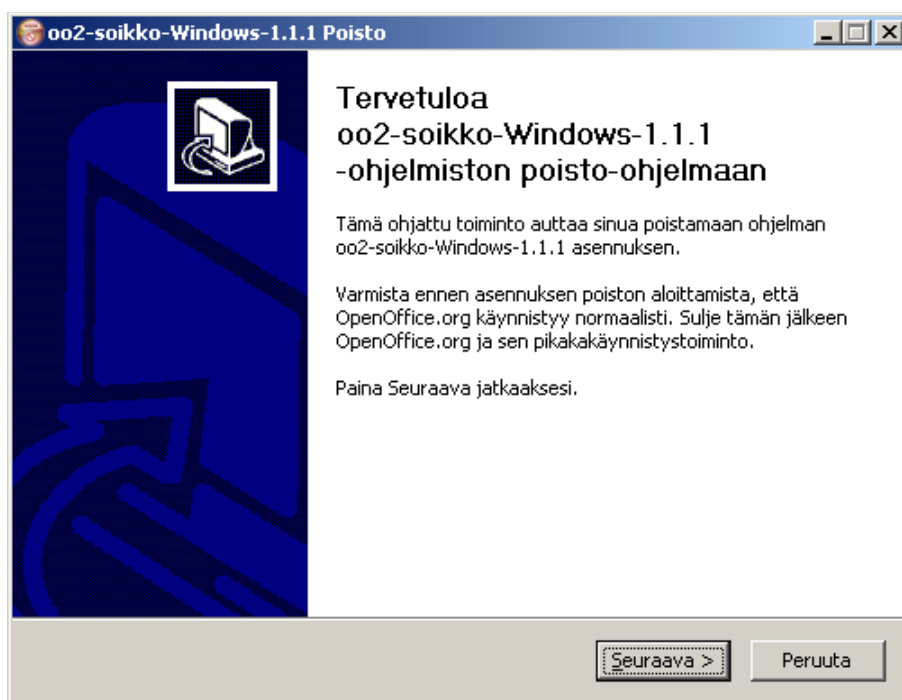 oo2-soikko-Windows-1.1.1 Poisto
Tervetuloa
oo2-soikko-Windows-1.1.1
-ohjelmiston poisto-ohjelmaan
Tämä ohjattu toiminto auttaa sinua poistamaan ohjelman
oo2-soikko-Windows-1.1.1 asennuksen.
Varmista ennen asennuksen poiston aloittamista, että
OpenOffice.org käynnistyy normaalisti. Sulje tämän jälkeen
OpenOffice.org ja sen pikakakäynnistystoiminto.
Paina Seuraava jatkaaksesi.
Seuraava >
Peruuta